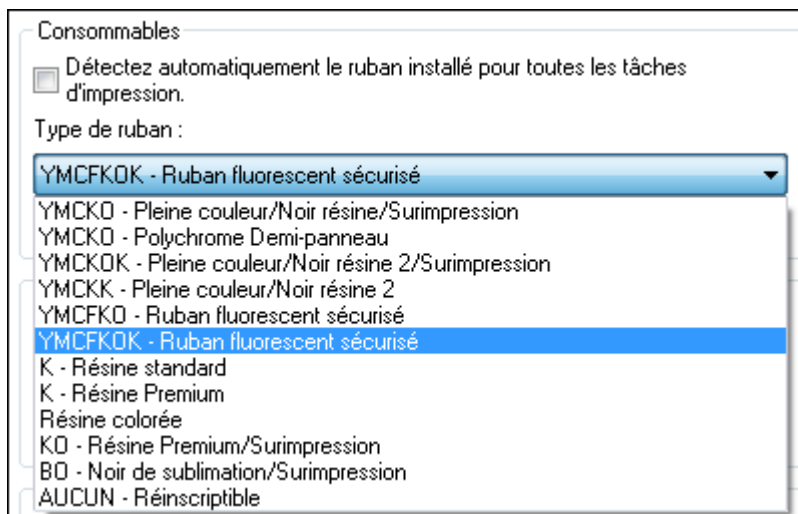 Consommables
Détectez automatiquement le ruban installé pour toutes les tâches
d'impression.
Type de ruban :
YMCFKOK - Ruban fluorescent sécurisé
YMCKO - Pleine couleur/Noir résine/Surimpression
YMCKO - Polychrome Demi-panneau
YMCKOK - Pleine couleur/Noir résine 2/Surimpression
YMCKK - Pleine couleur/Noir résine 2
YMCFKO - Ruban fluorescent sécurisé
YMCFKOK - Ruban fluorescent sécurisé
K - Résine standard
K - Résine Premium
Résine colorée
KO - Résine Premium/Surimpression
BO - Noir de sublimation/Surimpression
AUCUN - Réinscriptible